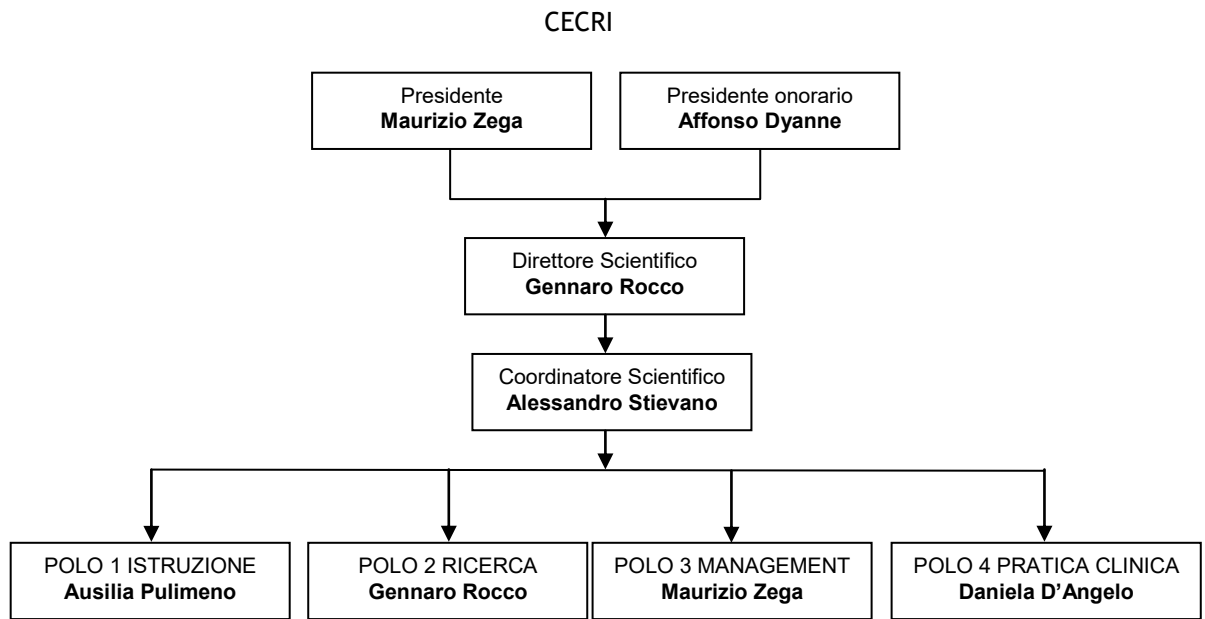 CECRI
Presidente
Maurizio Zega
Presidente onorario
Affonso Dyanne
Direttore Scientifico
Gennaro Rocco
Coordinatore Scientifico
Alessandro Stievano
POLO 1 ISTRUZIONE
Ausilia Pulimeno
POLO 2 RICERCA
Gennaro Rocco
POLO 3 MANAGEMENT
Maurizio Zega
POLO 4 PRATICA CLINICA
Daniela D’Angelo